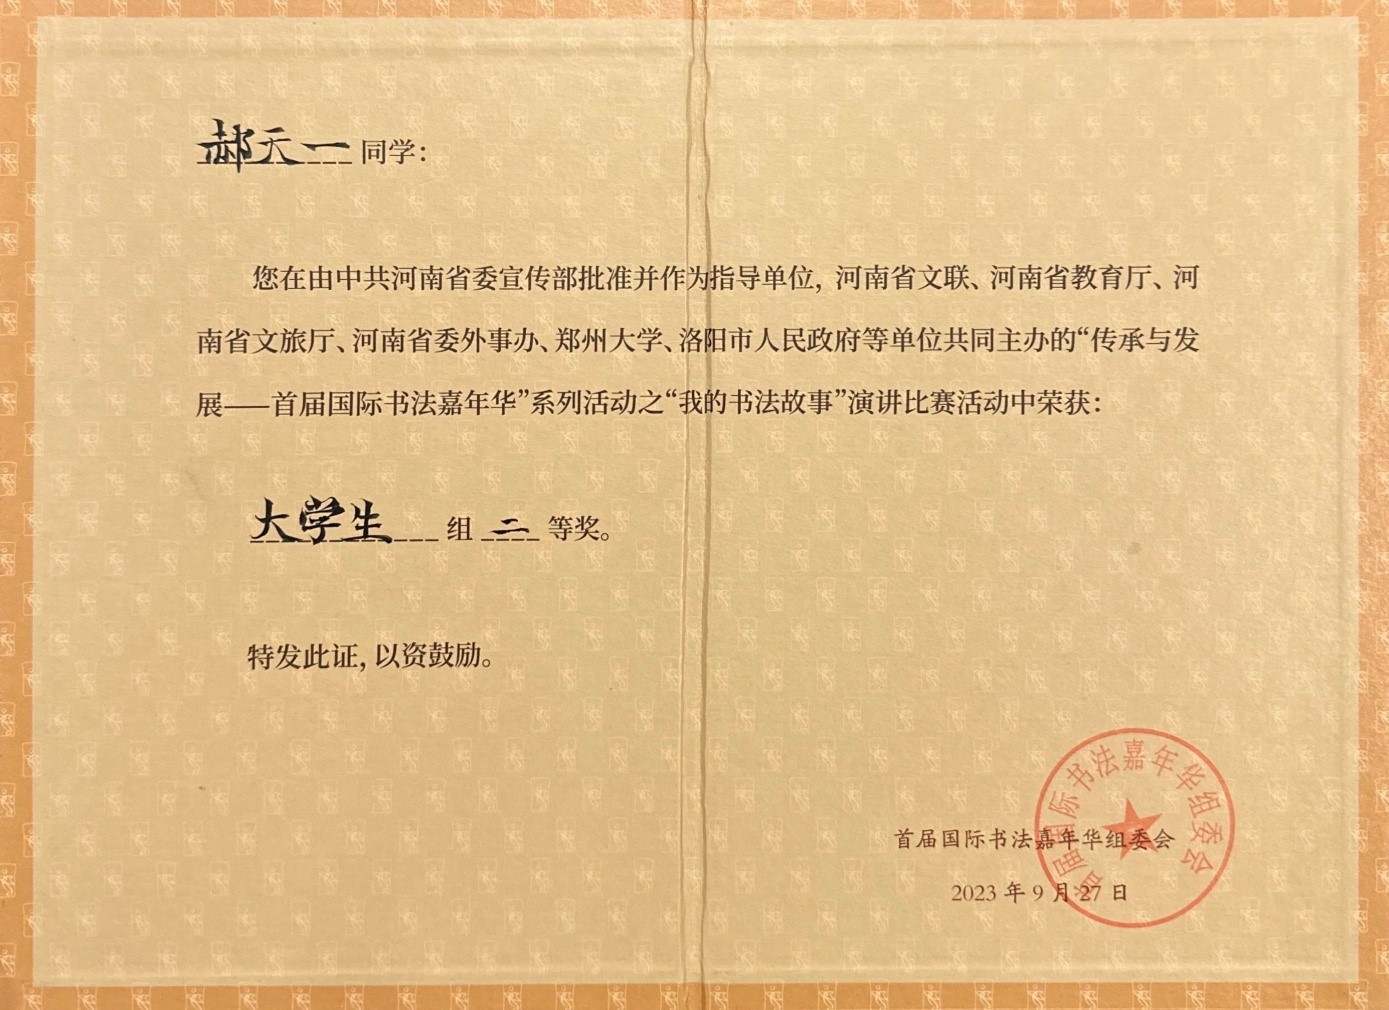 郝天一同学：
您在由中共河南省委宣传部批准并作为指导单位，河南省文联、河南省教育厅、河
南省文旅厅、河南省委外事办、郑州大学、洛阳市人民政府等单位共同主办的“传承与发
展——首届国际书法嘉年华”系列活动之“我的书法故事”演讲比赛活动中荣获：
大学生组二等奖。
特发此证，以资鼓励。
首届国际书法嘉年华组委会
2023年9月27日
首届国际书法嘉年华组委会